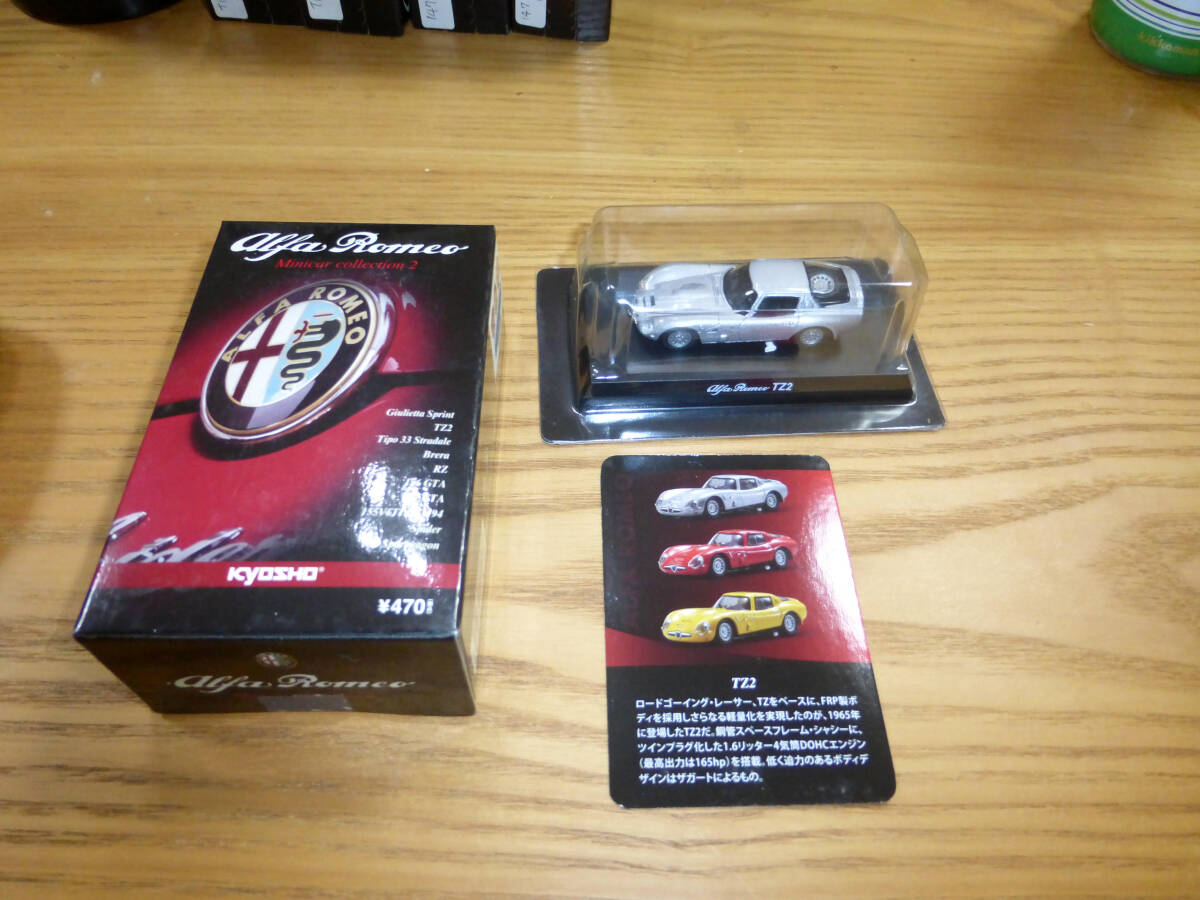 147
147
kikkoman
Alfa Romeo
Minicar collection 2
ALFA ROMEO
Giulietta Sprint
TZ2
Tipo 33 Stradale
Brera
RZ
GTA
GTA
Spider
KYOSHO
¥470
Alfa Romeo
Alfa Romeo TZ2
TZ2
ロードゴーイング・レーサー、TZをベースに、FRP製ボ
ディを採用しさらなる軽量化を実現したのが、1965年
に登場したTZ2だ。鋼管スペースフレーム・シャシーに、
ツインプラグ化した1.6リッター4気筒DOHCエンジン
(最高出力は165hp)を搭載。低く迫力のあるボディデ
ザインはザガートによるもの。